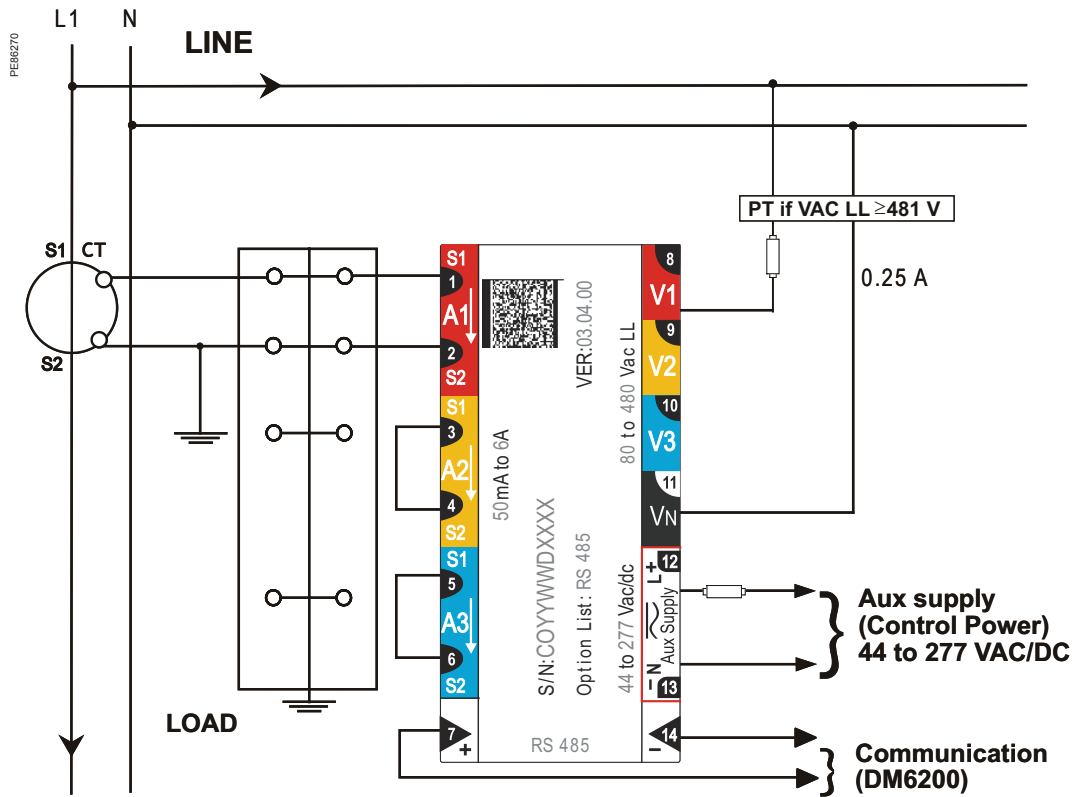 L1
N
LINE
PE86270
PT if VAC LL ≥481 V
0.25 A
S1 CT
S2
S1
1
A1
2
S2
S1
3
A2
4
S2
S1
5
A3
6
S2
7
+
50mA to 6A
S/N:COYYWWDXXXX
VER:03.04.00
Option List: RS 485
80 to 480 Vac LL
44 to 277 Vac/dc
RS 485
8
V1
9
V2
10
V3
11
VN
12
L+
Aux Supply
– N
13
14
–
Aux supply
(Control Power)
44 to 277 VAC/DC
LOAD
Communication
(DM6200)